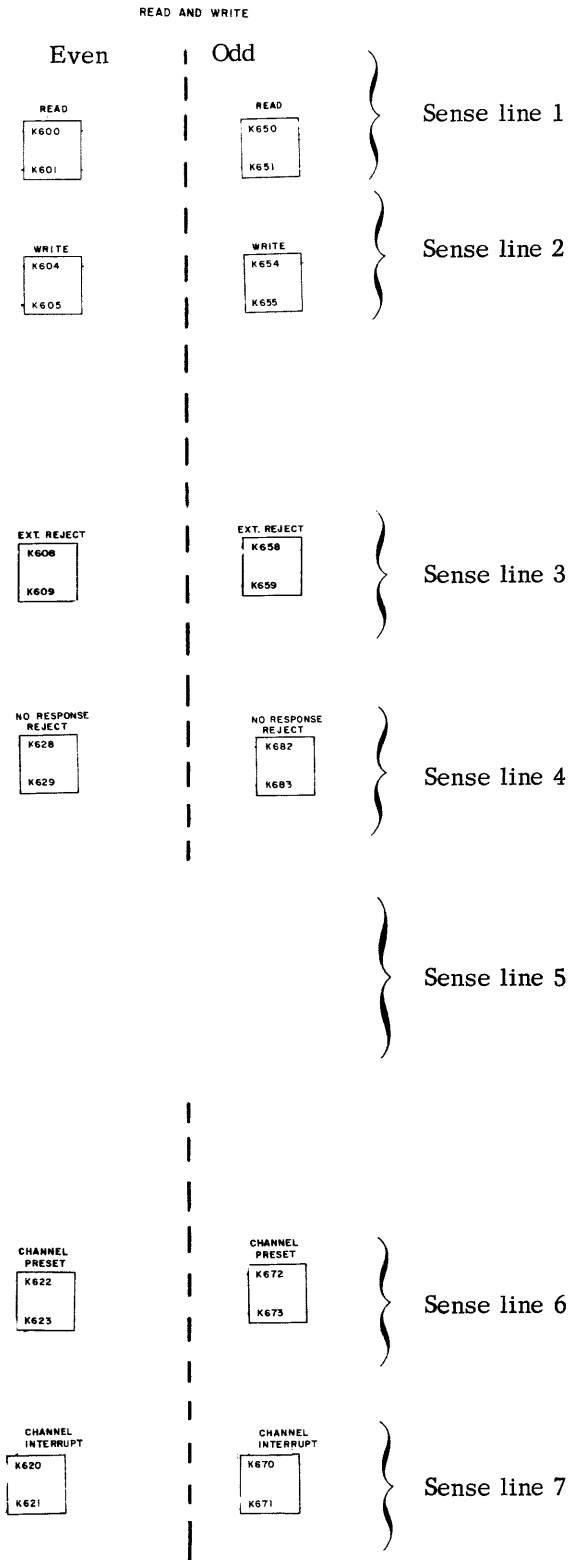 READ AND WRITE
Even Odd
READ READ
K600 K650
K601 K651
Sense line 1
WRITE WRITE
K604 K654
K605 K655
Sense line 2
EXT. REJECT EXT. REJECT
K608 K658
K609 K659
Sense line 3
NO RESPONSE REJECT NO RESPONSE REJECT
K628 K682
K629 K683
Sense line 4
Sense line 5
CHANNEL PRESET CHANNEL PRESET
K622 K672
K623 K673
Sense line 6
CHANNEL INTERRUPT CHANNEL INTERRUPT
K620 K670
K621 K671
Sense line 7